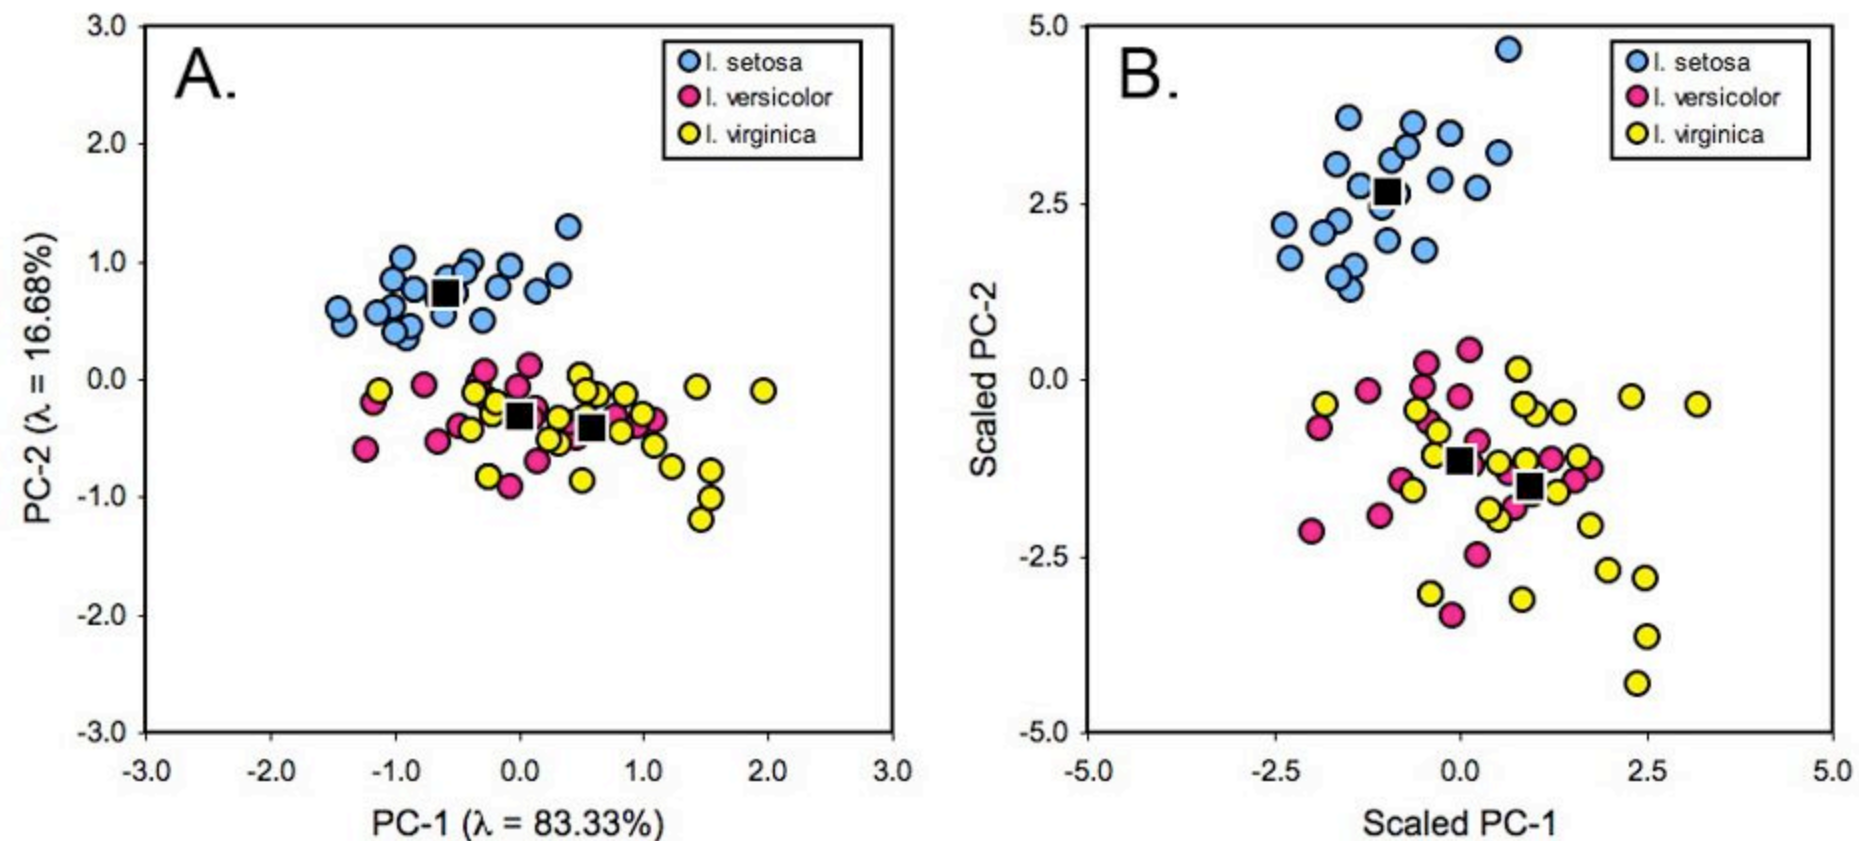 A.
I. setosa
I. versicolor
I. virginica
3.0
2.0
1.0
0.0
-1.0
-2.0
-3.0
PC-2 (λ = 16.68%)
-3.0 -2.0 -1.0 0.0 1.0 2.0 3.0
PC-1 (λ = 83.33%)
B.
I. setosa
I. versicolor
I. virginica
5.0
2.5
0.0
-2.5
-5.0
Scaled PC-2
-5.0 -2.5 0.0 2.5 5.0
Scaled PC-1